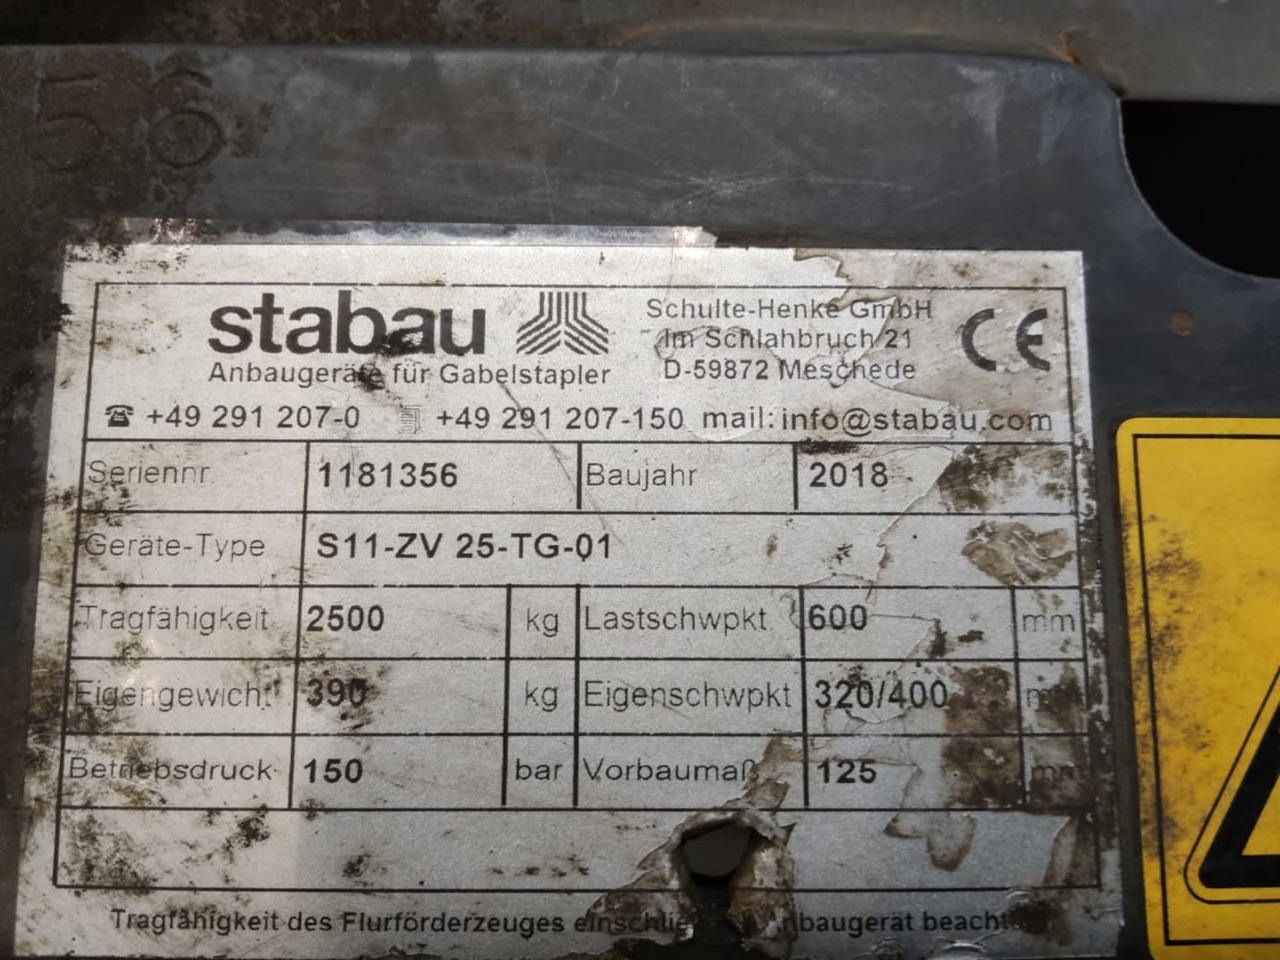 56
stabau
Schulte-Henke GmbH
Im Schlahbruch 21
D-59872 Meschede
CE
Anbaugeräte für Gabelstapler
+49 291 207-0 +49 291 207-150 mail: info@stabau.com
Seriennr. 1181356 Baujahr 2018
Geräte-Type S11-ZV 25-TG-01
Tragfähigkeit 2500 kg Lastschwpkt. 600 mm
Eigengewicht 390 kg Eigenschwpkt 320/400 mm
Betriebsdruck 150 bar Vorbaumaß 125 mm
Tragfähigkeit des Flurförderzeuges Anbaugerät